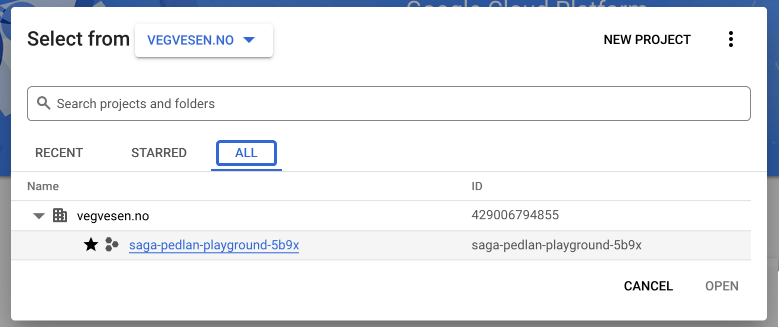 Google Cloud Platform
Select from VEGVESEN.NO NEW PROJECT
Search projects and folders
RECENT STARRED ALL
Name ID
vegvesen.no 429006794855
saga-pedlan-playground-5b9x saga-pedlan-playground-5b9x
CANCEL OPEN